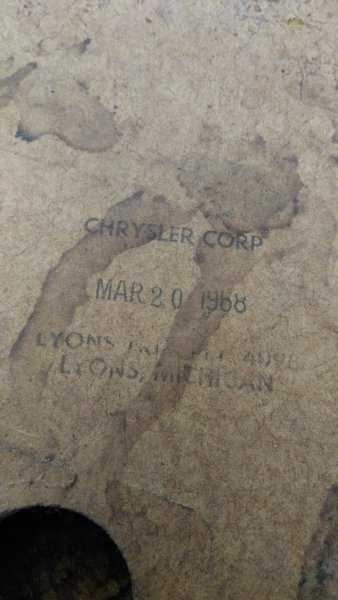 CHRYSLER CORP
MAR 20 1968
LYONS
LYONS, MICHIGAN